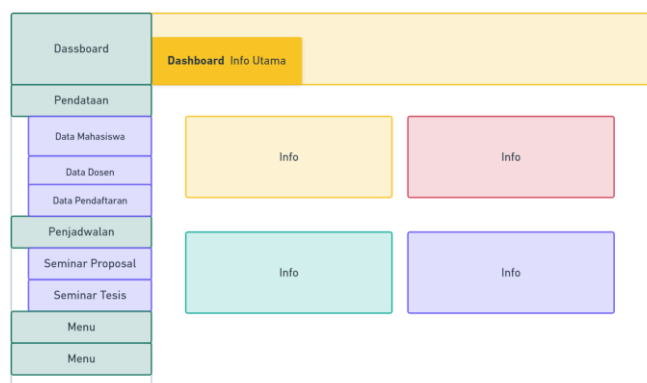 Dassboard
Dashboard Info Utama
Pendataan
Data Mahasiswa
Data Dosen
Data Pendaftaran
Penjadwalan
Seminar Proposal
Seminar Tesis
Menu
Menu
Info
Info
Info
Info